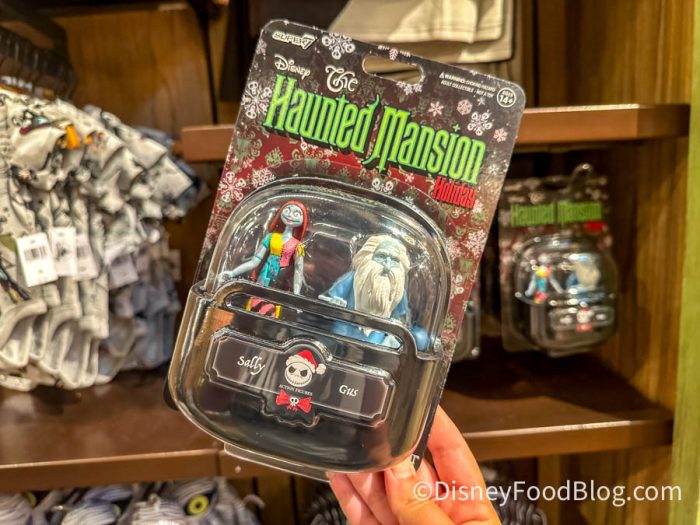 SUPER7
Disney
The
Haunted Mansion
Holiday
AGES
14+
Sally
Gus
ACTION FIGURES
Haunted Mansion
©DisneyFoodBlog.com